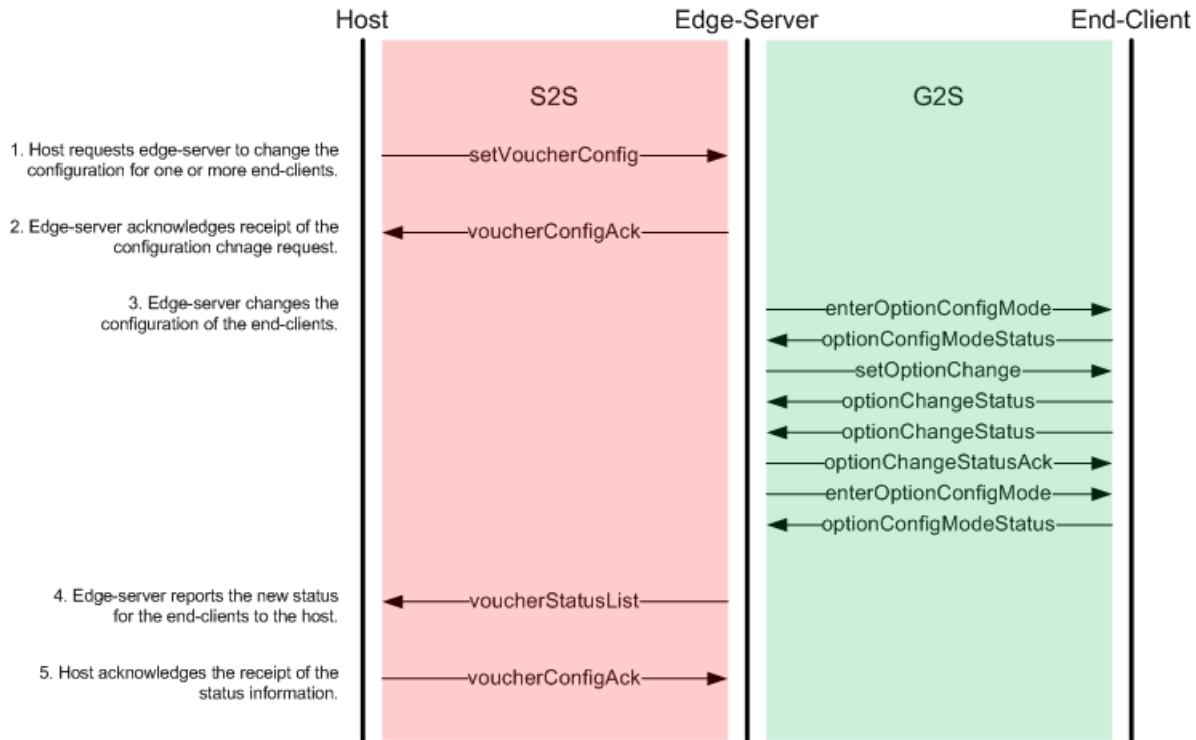 Host
Edge-Server
End-Client
S2S
G2S
1. Host requests edge-server to change the
configuration for one or more end-clients.
setVoucherConfig
2. Edge-server acknowledges receipt of the
configuration chnage request.
voucherConfigAck
3. Edge-server changes the
configuration of the end-clients.
enterOptionConfigMode
optionConfigModeStatus
setOptionChange
optionChangeStatus
optionChangeStatus
optionChangeStatusAck
enterOptionConfigMode
optionConfigModeStatus
4. Edge-server reports the new status
for the end-clients to the host.
voucherStatusList
5. Host acknowledges the receipt of the
status information.
voucherConfigAck